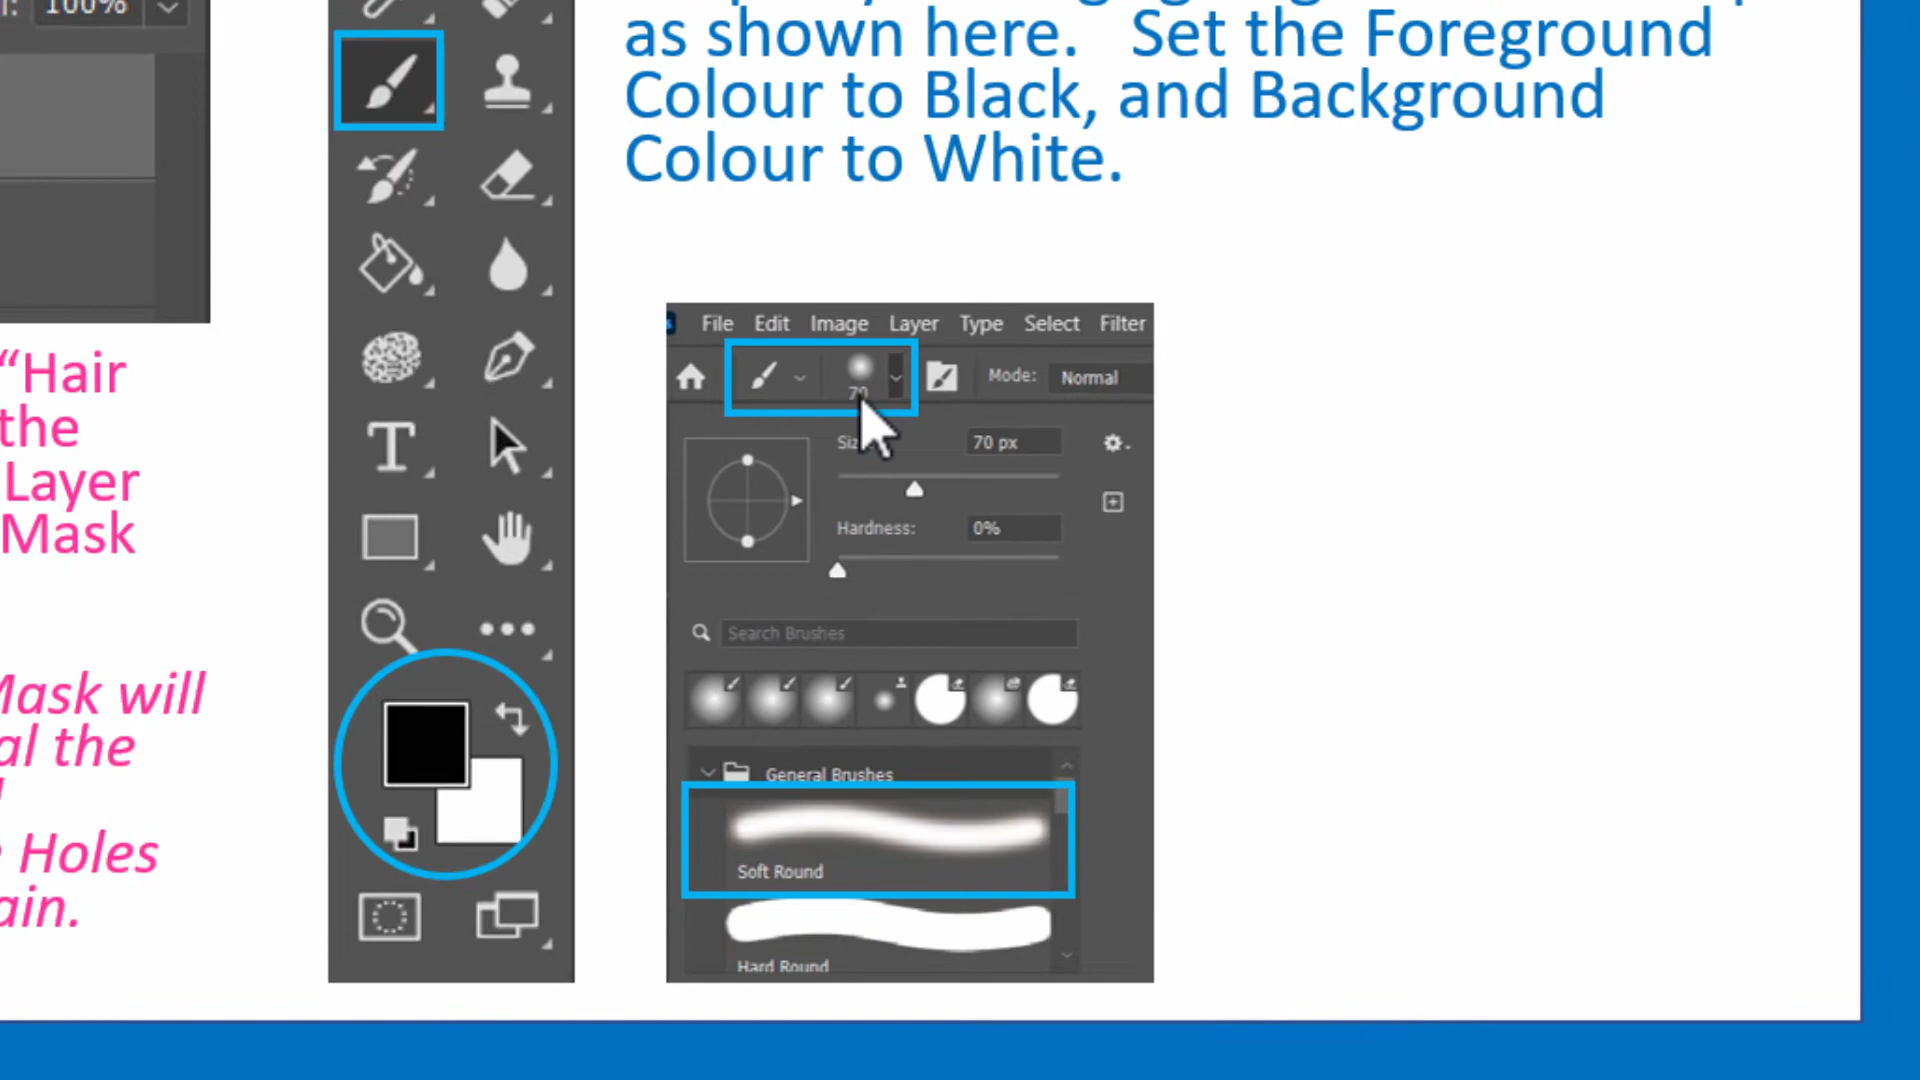 100%
as shown here. Set the Foreground
Colour to Black, and Background
Colour to White.
"Hair
the
Layer
Mask
Mask will
the
Holes
File Edit Image Layer Type Select Filter
70
Mode: Normal
70 px
Hardness: 0%
Search Brushes
General Brushes
Soft Round
Hard Round